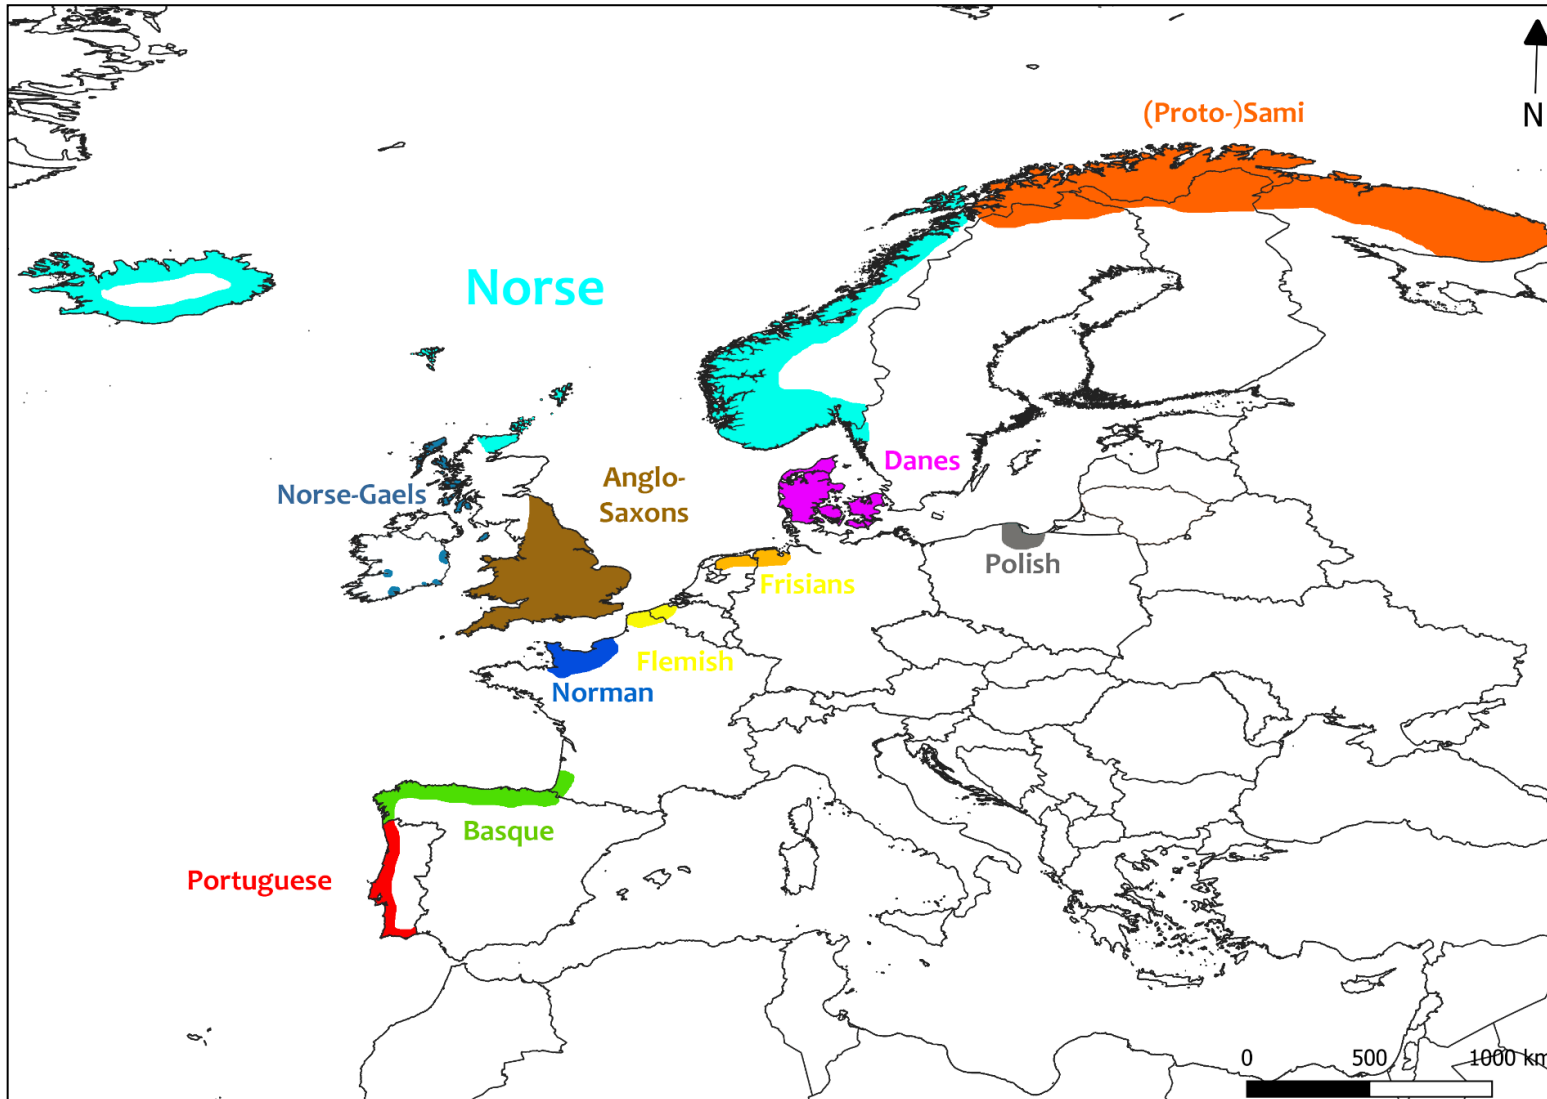 N
(Proto-)Sami
Norse
Danes
Anglo-
Saxons
Norse-Gaels
Polish
Frisians
Flemish
Norman
Basque
Portuguese
0 500 1000 km